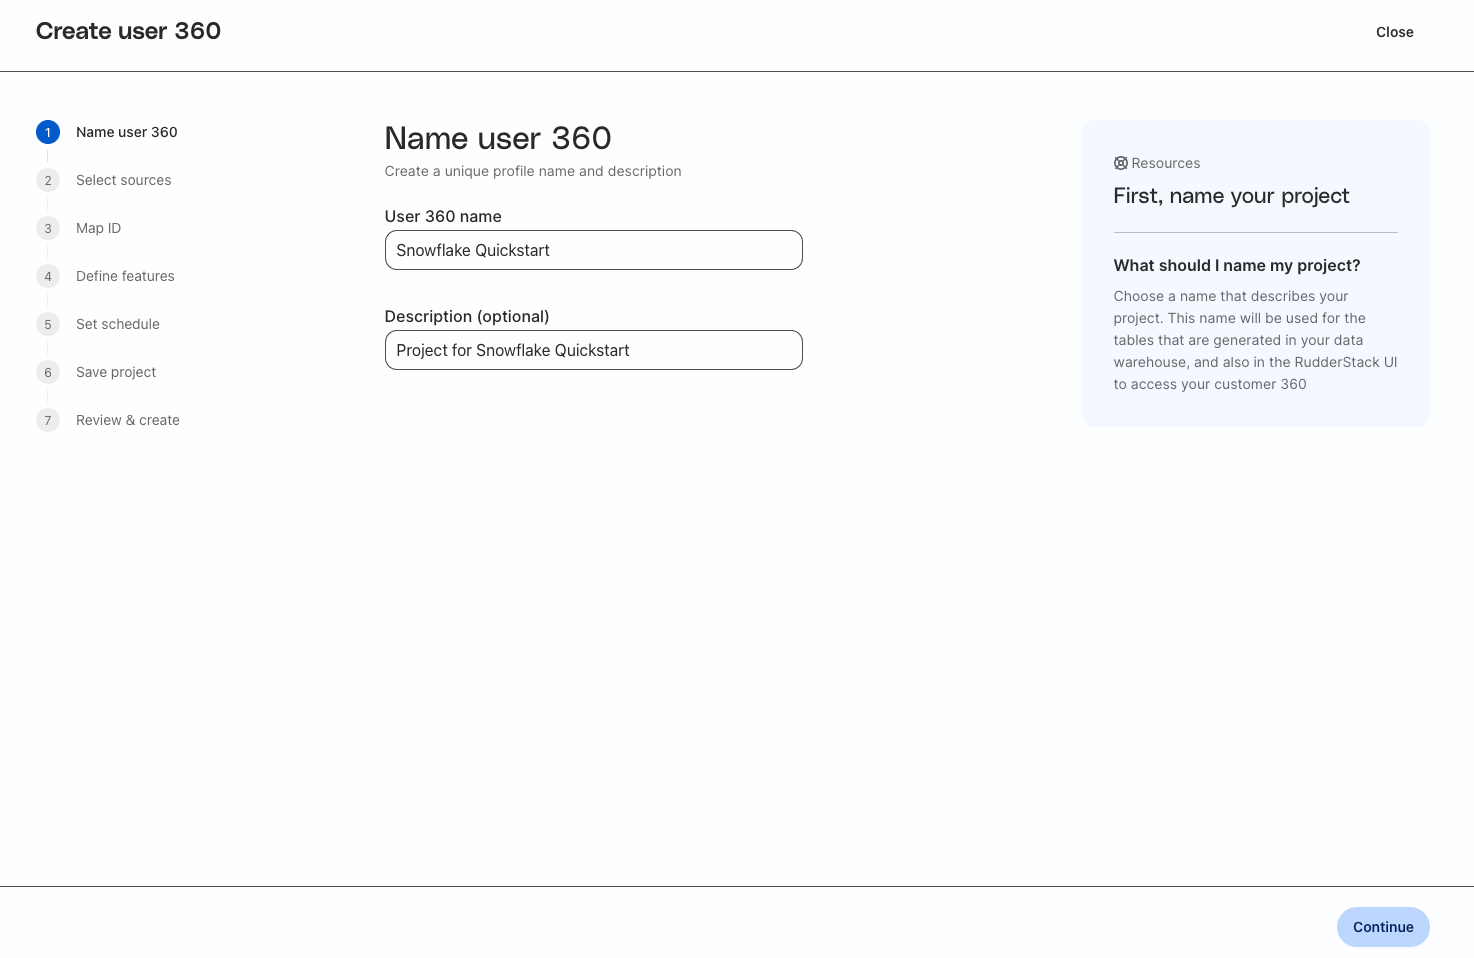 Create user 360
Close
1 Name user 360
2 Select sources
3 Map ID
4 Define features
5 Set schedule
6 Save project
7 Review & create
Name user 360
Create a unique profile name and description
User 360 name
Snowflake Quickstart
Description (optional)
Project for Snowflake Quickstart
Resources
First, name your project
What should I name my project?
Choose a name that describes your
project. This name will be used for the
tables that are generated in your data
warehouse, and also in the RudderStack UI
to access your customer 360
Continue